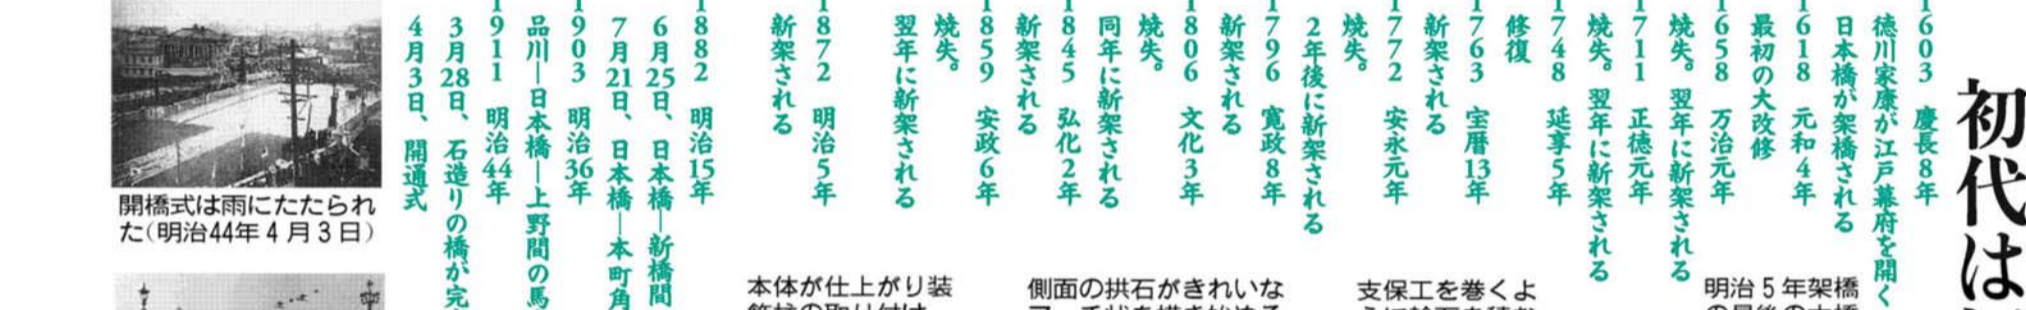 初代は
1603 慶長8年
徳川家康が江戸幕府を開く
日本橋が架橋される
1618 元和4年
最初の大改修
1658 万治元年
焼失。翌年に新架される
1711 正徳元年
焼失。翌年に新架される
1748 延享5年
修復
1763 宝暦13年
新架される
1772 安永元年
焼失。
2年後に新架される
1796 寛政8年
新架される
1806 文化3年
焼失。
同年に新架される
1845 弘化2年
新架される
1859 安政6年
焼失。
翌年に新架される
1872 明治5年
新架される
1882 明治15年
6月25日、日本橋―新橋間
7月21日、日本橋―本町角
1903 明治36年
品川―日本橋―上野間の馬
1911 明治44年
3月28日、石造りの橋が完
4月3日、開通式
明治5年架橋
支保工を巻くよ
側面の拱石がきれいな
本体が仕上がり装
開橋式は雨にたたられ
た(明治44年4月3日)